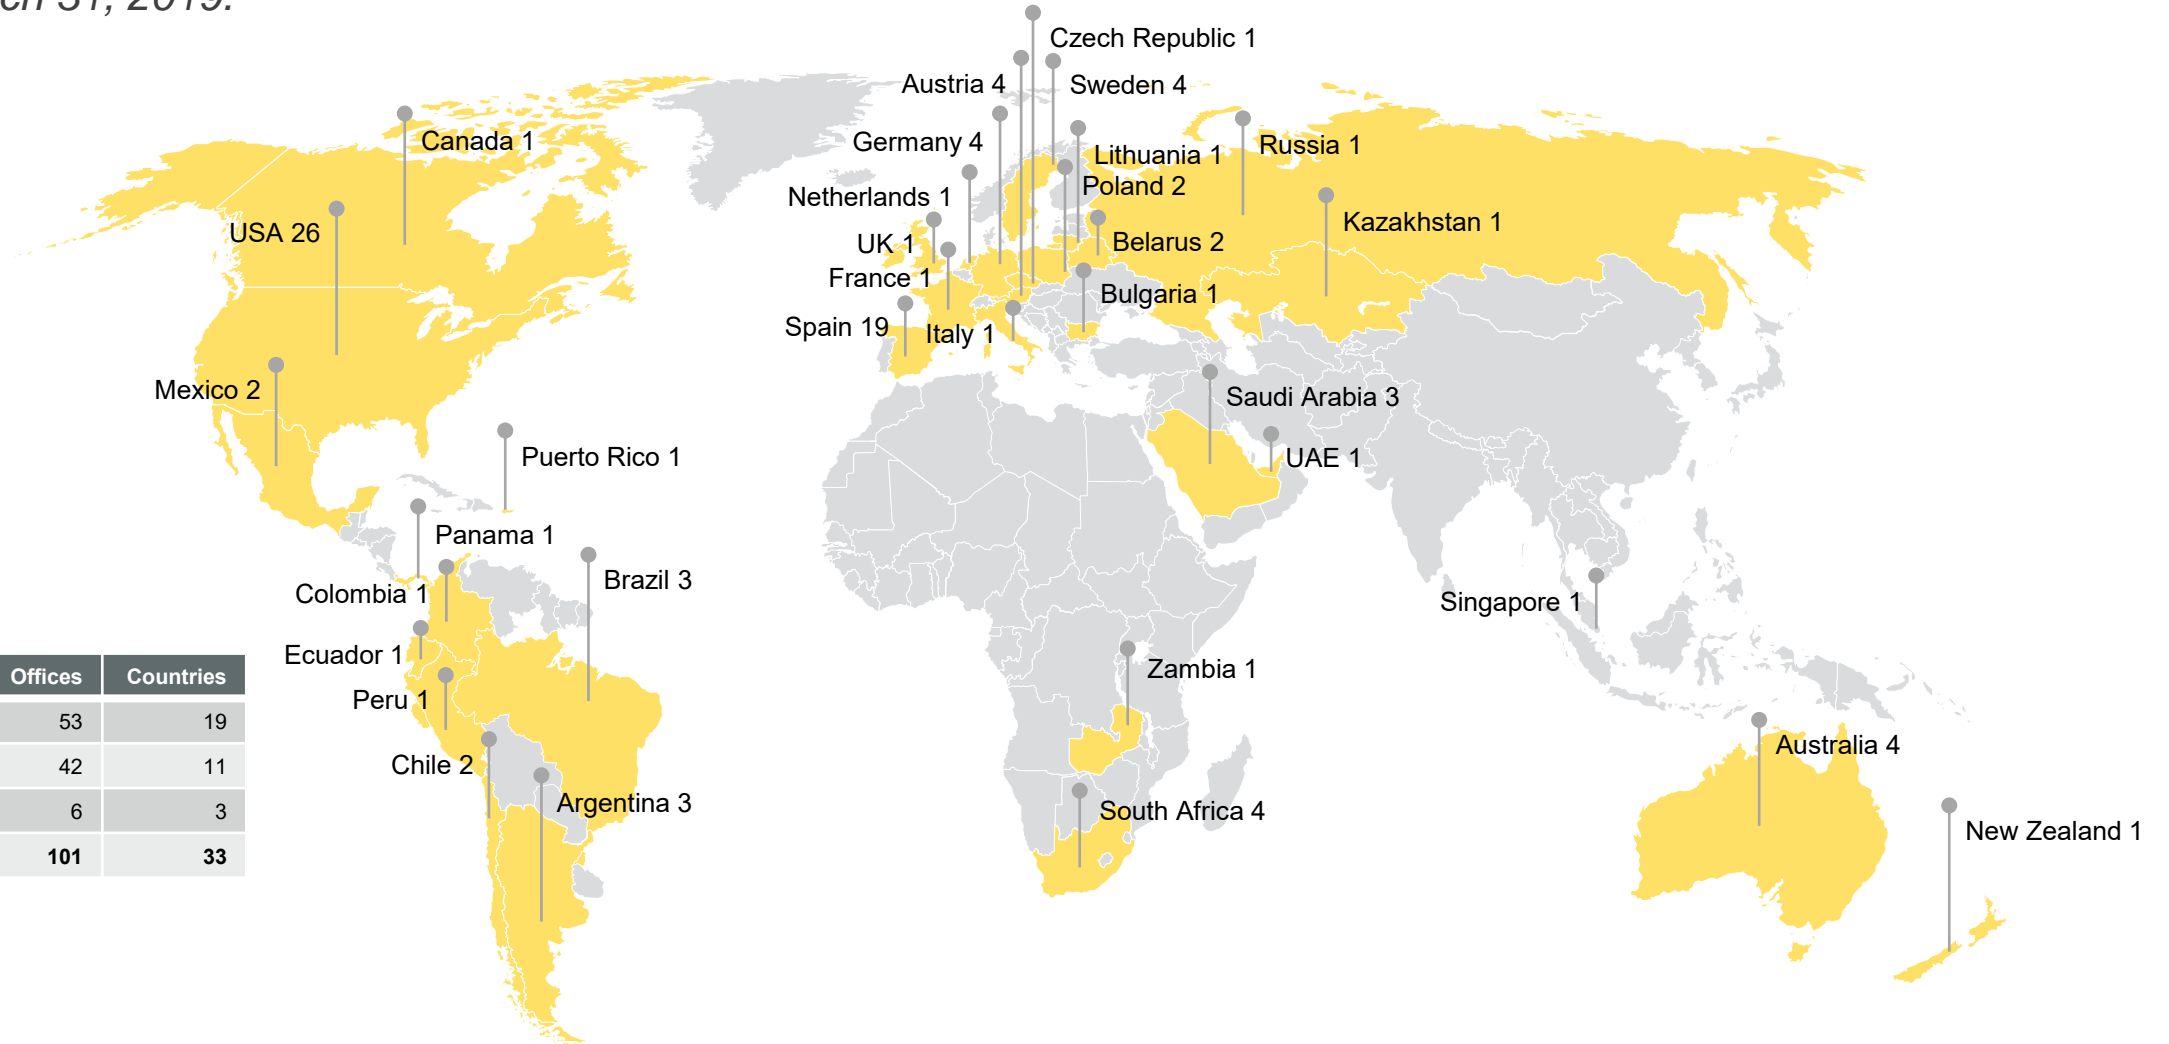 31, 2019.
Czech Republic 1
Austria 4
Sweden 4
Canada 1
Germany 4
Russia 1
Lithuania 1
Poland 2
Netherlands 1
Kazakhstan 1
USA 26
UK 1
Belarus 2
France 1
Bulgaria 1
Spain 19
Italy 1
Mexico 2
Saudi Arabia 3
Puerto Rico 1
UAE 1
Panama 1
Brazil 3
Colombia 1
Singapore 1
Ecuador 1
Zambia 1
Peru 1
Offices Countries
53 19
42 11
6 3
101 33
Chile 2
Australia 4
Argentina 3
South Africa 4
New Zealand 1